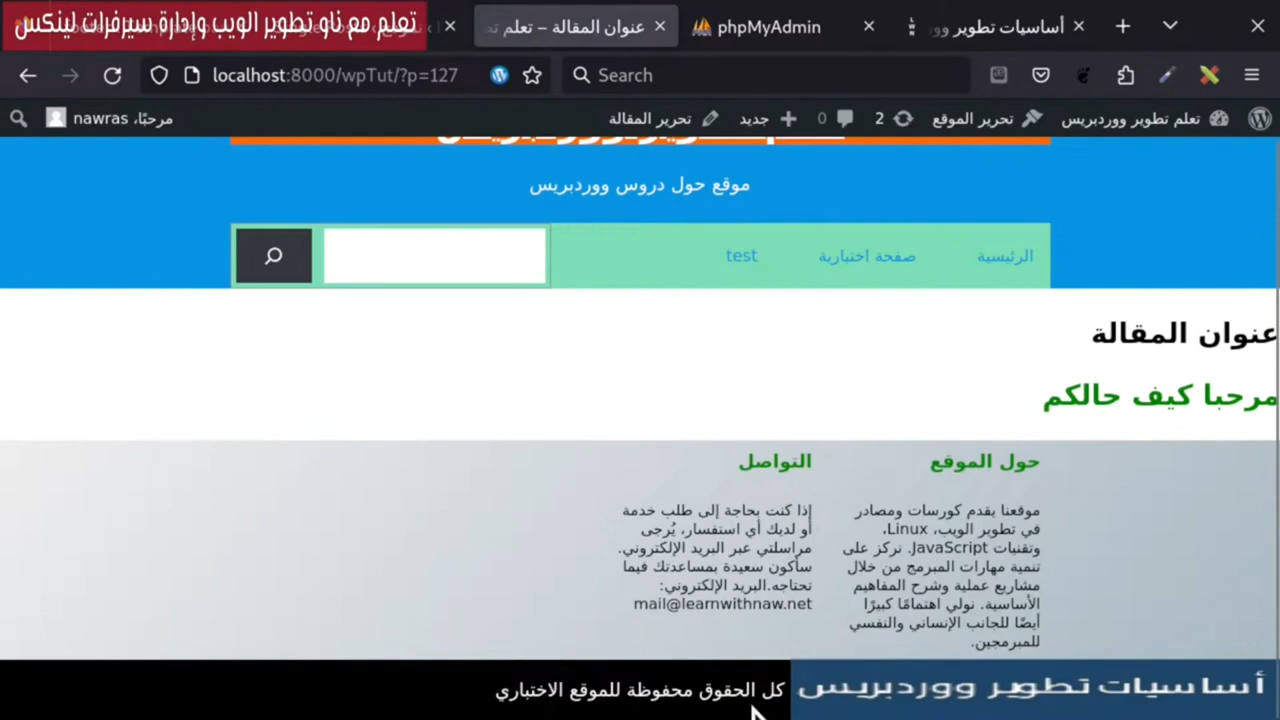 تعلم مع ناو تطوير الويب وإدارة سيرفرات لينكس
عنوان المقالة – تعلم
phpMyAdmin
أساسيات تطوير
localhost:8000/wpTut/?p=127
Search
تعلم تطوير ووردبريس
تحرير الموقع
2
0
جديد
تحرير المقالة
مرحبًا، nawras
موقع حول دروس ووردبريس
الرئيسية
صفحة اختبارية
test
عنوان المقالة
مرحبا كيف حالكم
حول الموقع
موقعنا يقدم كورسات ومصادر
في تطوير الويب، Linux،
وتقنيات JavaScript. نركز على
تنمية مهارات المبرمج من خلال
مشاريع عملية وشرح المفاهيم
الأساسية. نولي اهتمامًا كبيرًا
أيضًا للجانب الإنساني والنفسي
للمبرمجين.
التواصل
إذا كنت بحاجة إلى طلب خدمة
أو لديك أي استفسار، يُرجى
مراسلتي عبر البريد الإلكتروني.
سأكون سعيدة بمساعدتك فيما
تحتاجه.البريد الإلكتروني:
mail@learnwithnaw.net
كل الحقوق محفوظة للموقع الاختباري
أساسيات تطوير ووردبريس